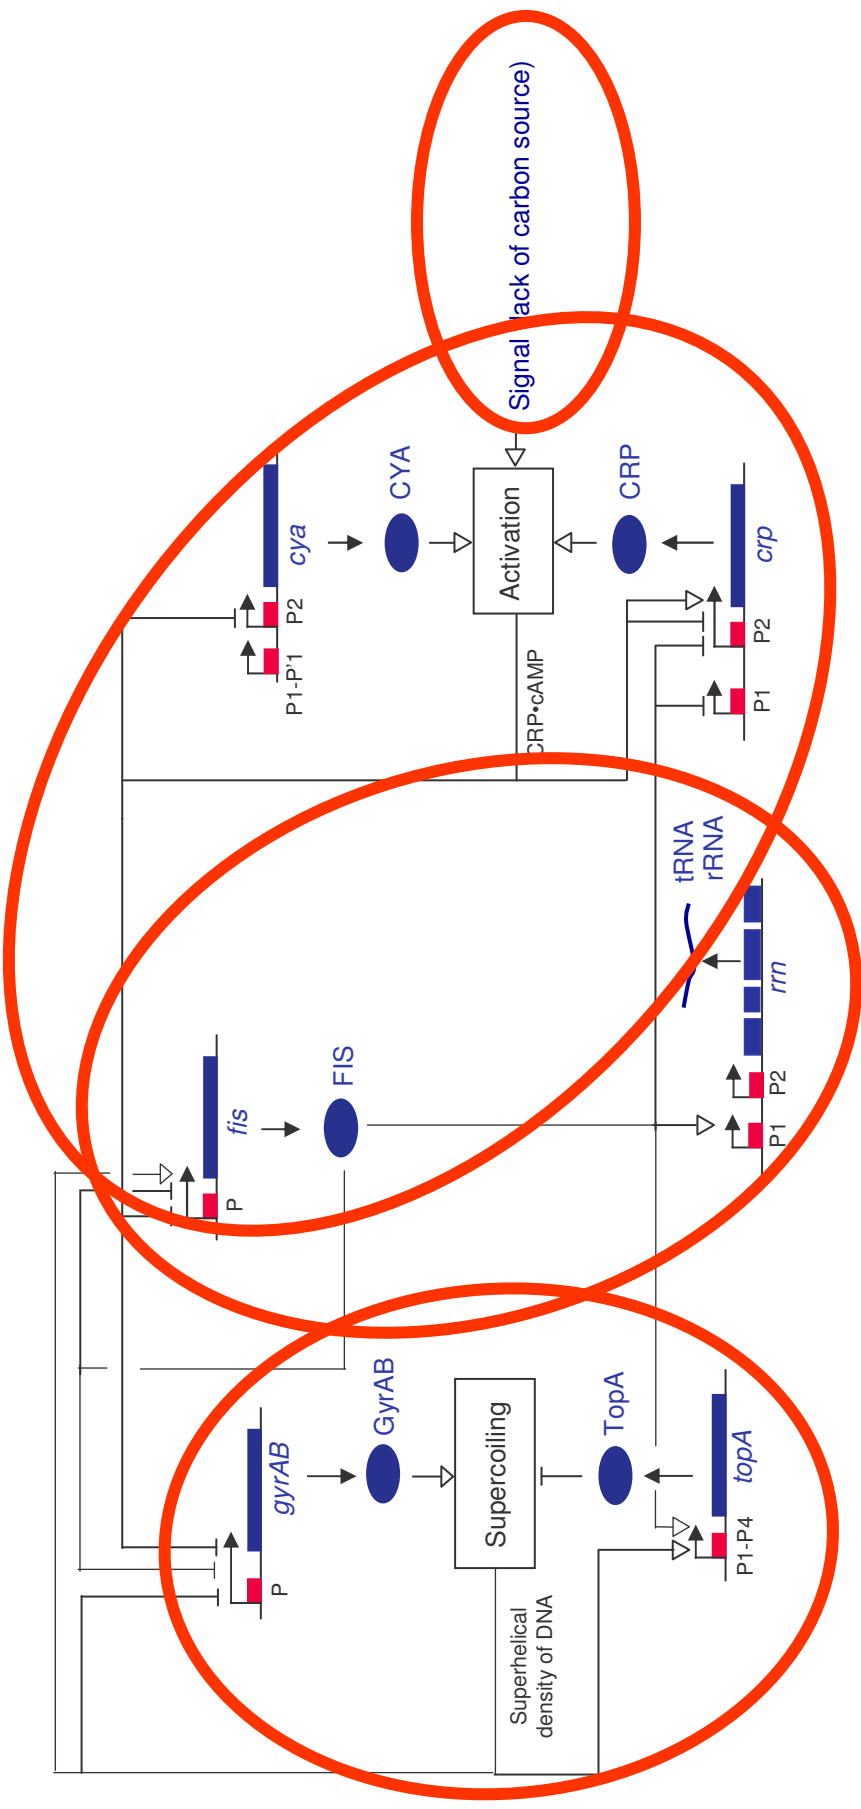 P
fis
FIS
P
gyrAB
GyrAB
P1-P'1
P2
cya
CYA
Supercoiling
Superhelical
density of DNA
Activation
Signal (lack of carbon source)
CRP•cAMP
TopA
topA
P1-P4
CRP
tRNA
rRNA
P1
P2
rrn
P1
P2
crp